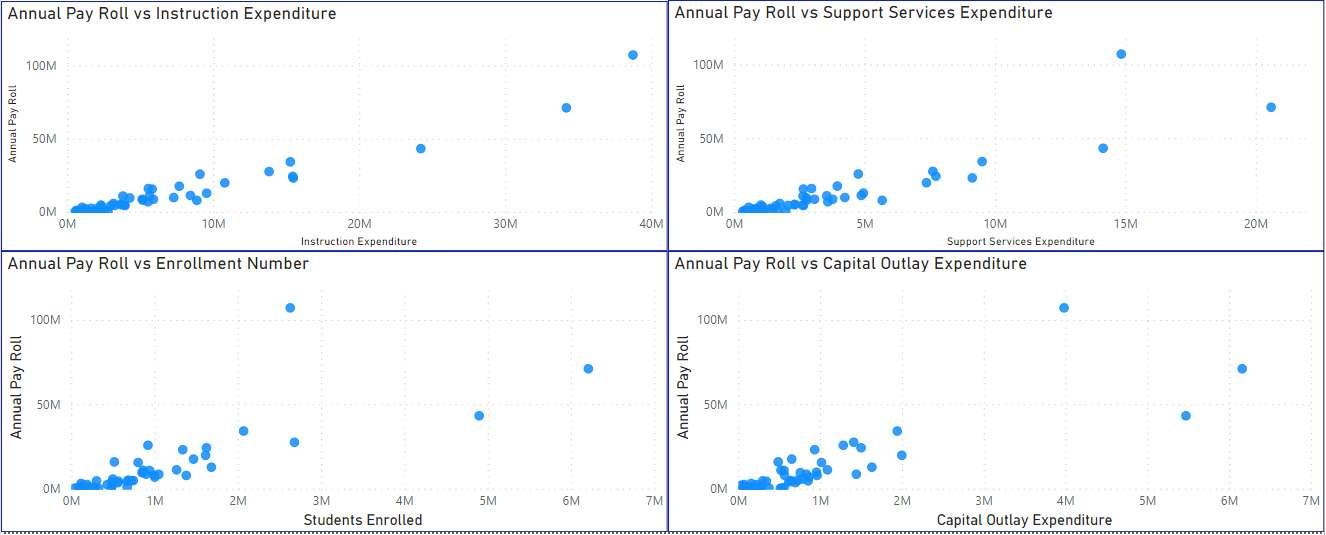 Annual Pay Roll vs Instruction Expenditure
100M
50M
0M
Annual Pay Roll
0M 10M 20M 30M 40M
Instruction Expenditure
Annual Pay Roll vs Support Services Expenditure
100M
50M
0M
Annual Pay Roll
0M 5M 10M 15M 20M
Support Services Expenditure
Annual Pay Roll vs Enrollment Number
100M
50M
0M
Annual Pay Roll
0M 1M 2M 3M 4M 5M 6M 7M
Students Enrolled
Annual Pay Roll vs Capital Outlay Expenditure
100M
50M
0M
Annual Pay Roll
0M 1M 2M 3M 4M 5M 6M 7M
Capital Outlay Expenditure